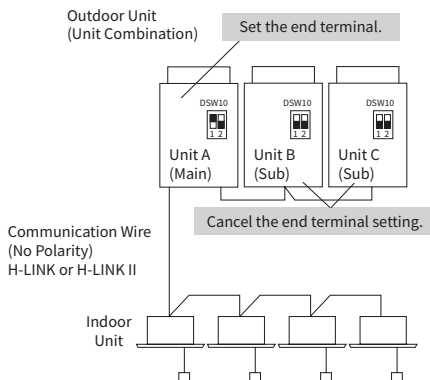 Outdoor Unit
(Unit Combination)
Set the end terminal.
DSW10
1 2
Unit A
(Main)
DSW10
1 2
Unit B
(Sub)
DSW10
1 2
Unit C
(Sub)
Cancel the end terminal setting.
Communication Wire
(No Polarity)
H-LINK or H-LINK II
Indoor
Unit